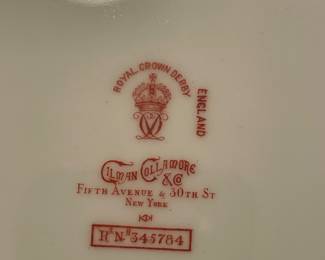 ROYAL CROWN DERBY
ENGLAND
GILMAN COLLAMORE
& Co
FIFTH AVENUE & 30TH ST
NEW YORK
Rd No 345784